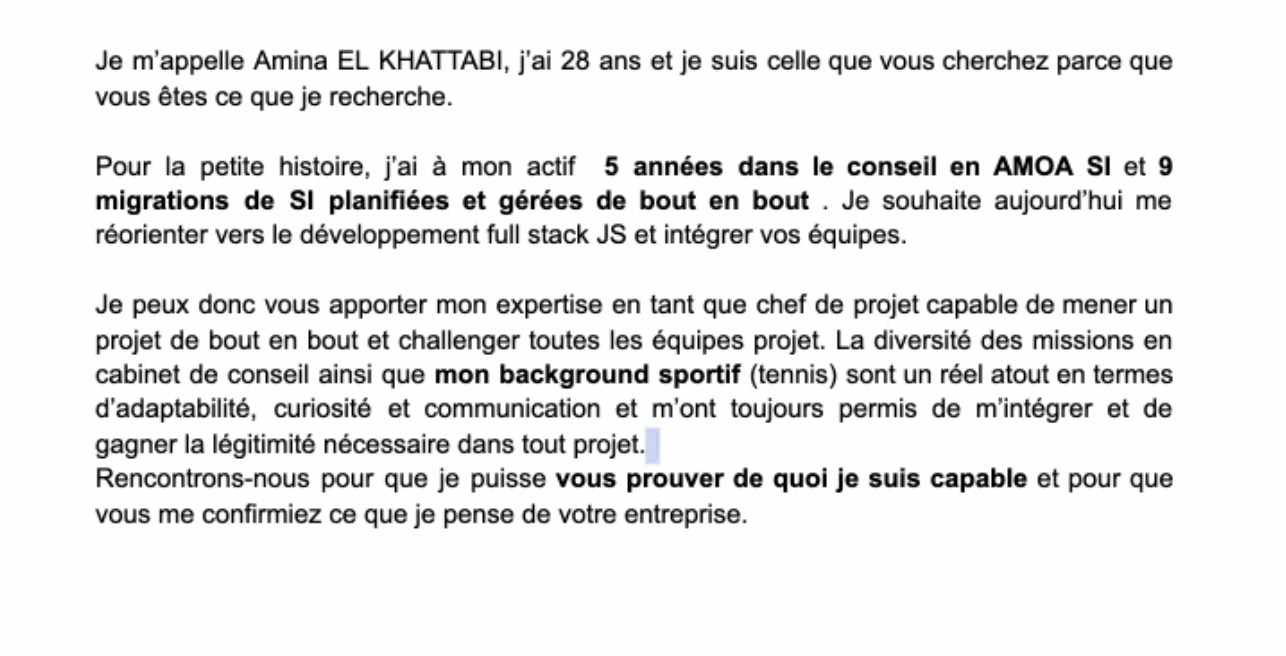 Je m’appelle Amina EL KHATTABI, j’ai 28 ans et je suis celle que vous cherchez parce que
vous êtes ce que je recherche.
Pour la petite histoire, j’ai à mon actif 5 années dans le conseil en AMOA SI et 9
migrations de SI planifiées et gérées de bout en bout . Je souhaite aujourd’hui me
réorienter vers le développement full stack JS et intégrer vos équipes.
Je peux donc vous apporter mon expertise en tant que chef de projet capable de mener un
projet de bout en bout et challenger toutes les équipes projet. La diversité des missions en
cabinet de conseil ainsi que mon background sportif (tennis) sont un réel atout en termes
d’adaptabilité, curiosité et communication et m’ont toujours permis de m’intégrer et de
gagner la légitimité nécessaire dans tout projet.
Rencontrons-nous pour que je puisse vous prouver de quoi je suis capable et pour que
vous me confirmiez ce que je pense de votre entreprise.